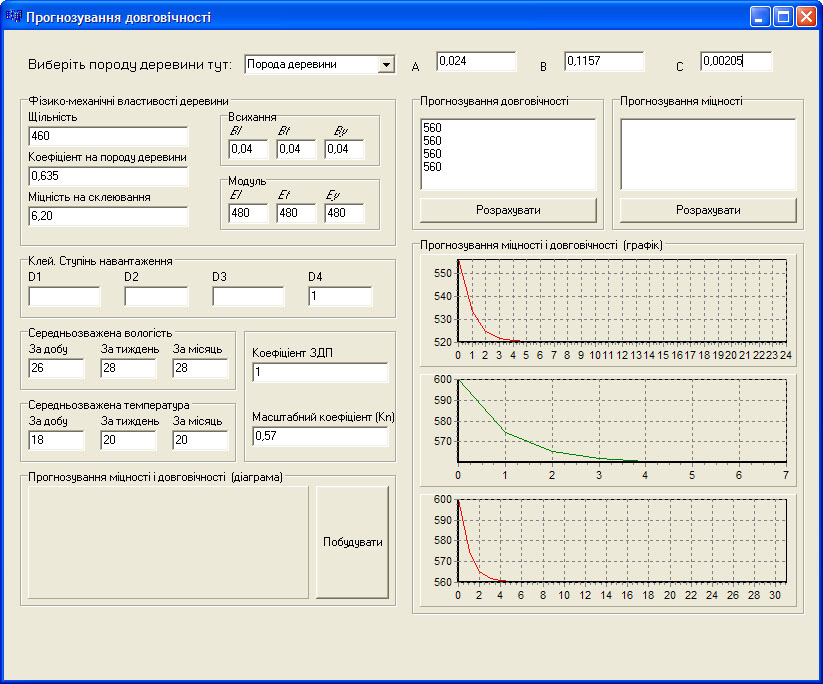 Прогнозування довговічності
Виберіть породу деревини тут:
Порода деревини
A
0,024
B
0,1157
C
0,00205
Фізико-механічні властивості деревини
Щільність
460
Коефіцієнт на породу деревини
0,635
Міцність на склеювання
6,20
Всихання
Bl
Bt
By
0,04
0,04
0,04
Модуль
El
Et
Ey
480
480
480
Клей. Ступінь навантаження
D1
D2
D3
D4
1
Середньозважена вологість
За добу
За тиждень
За місяць
26
28
28
Середньозважена температура
За добу
За тиждень
За місяць
18
20
20
Коефіцієнт ЗДП
1
Масштабний коефіцієнт (Кп)
0,57
Прогнозування міцності і довговічності (діаграма)
Побудувати
Прогнозування довговічності
560
560
560
560
Розрахувати
Прогнозування міцності
Розрахувати
Прогнозування міцності і довговічності (графік)
550
540
530
520
0 1 2 3 4 5 6 7 8 9 10 11 12 13 14 15 16 17 18 19 20 21 22 23 24
600
590
580
570
0 1 2 3 4 5 6 7
600
590
580
570
560
0 2 4 6 8 10 12 14 16 18 20 22 24 26 28 30